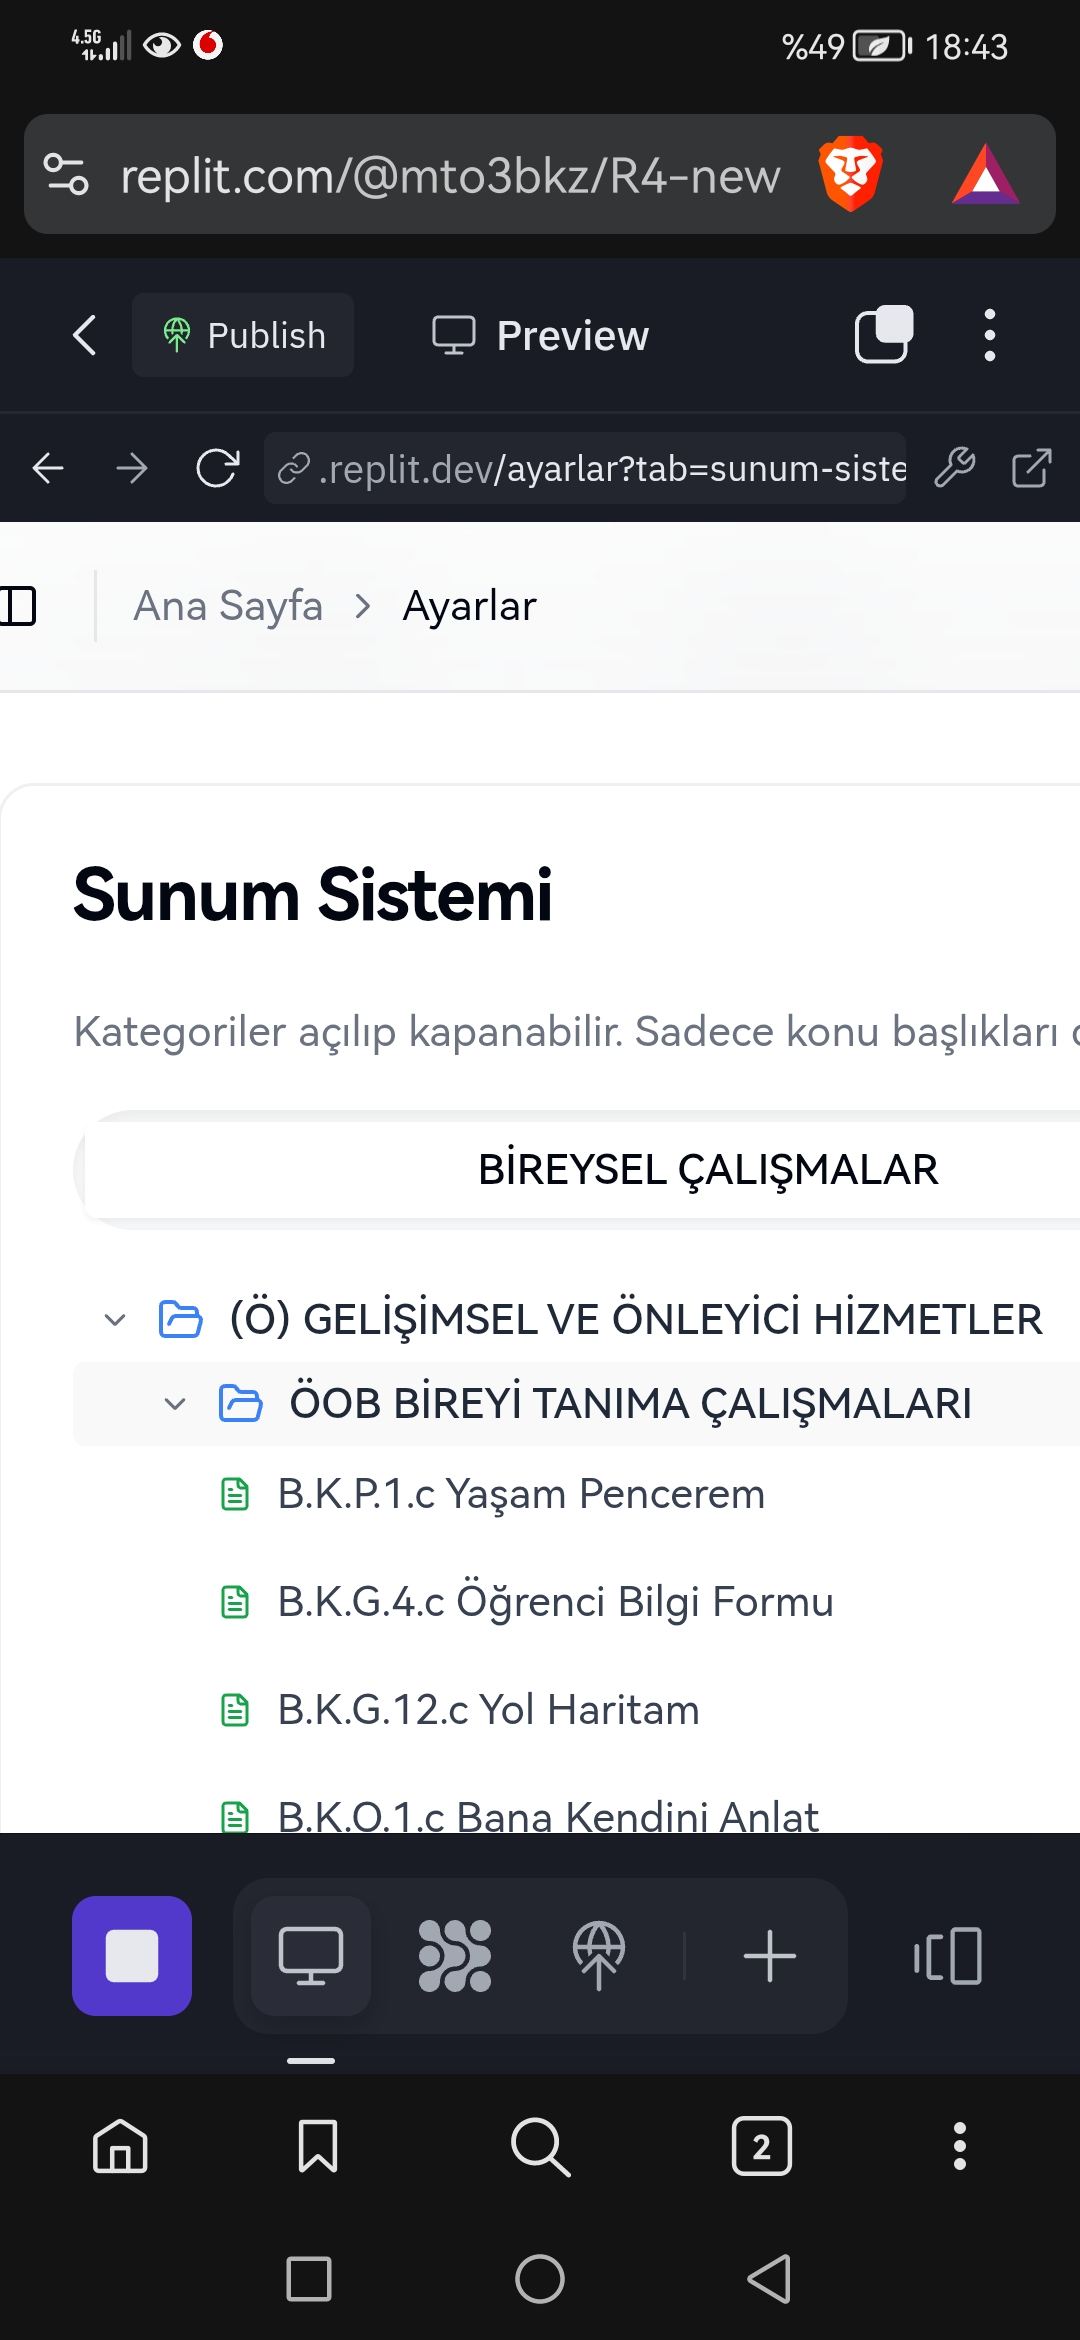 4.5G %49 18:43
replit.com/@mto3bkz/R4-new
Publish Preview
.replit.dev/ayarlar?tab=sunum-siste
Ana Sayfa > Ayarlar
Sunum Sistemi
Kategoriler açılıp kapanabilir. Sadece konu başlıkları
BİREYSEL ÇALIŞMALAR
(Ö) GELİŞİMSEL VE ÖNLEYİCİ HİZMETLER
ÖOB BİREYİ TANIMA ÇALIŞMALARI
B.K.P.1.c Yaşam Pencerem
B.K.G.4.c Öğrenci Bilgi Formu
B.K.G.12.c Yol Haritam
B.K.O.1.c Bana Kendini Anlat
2